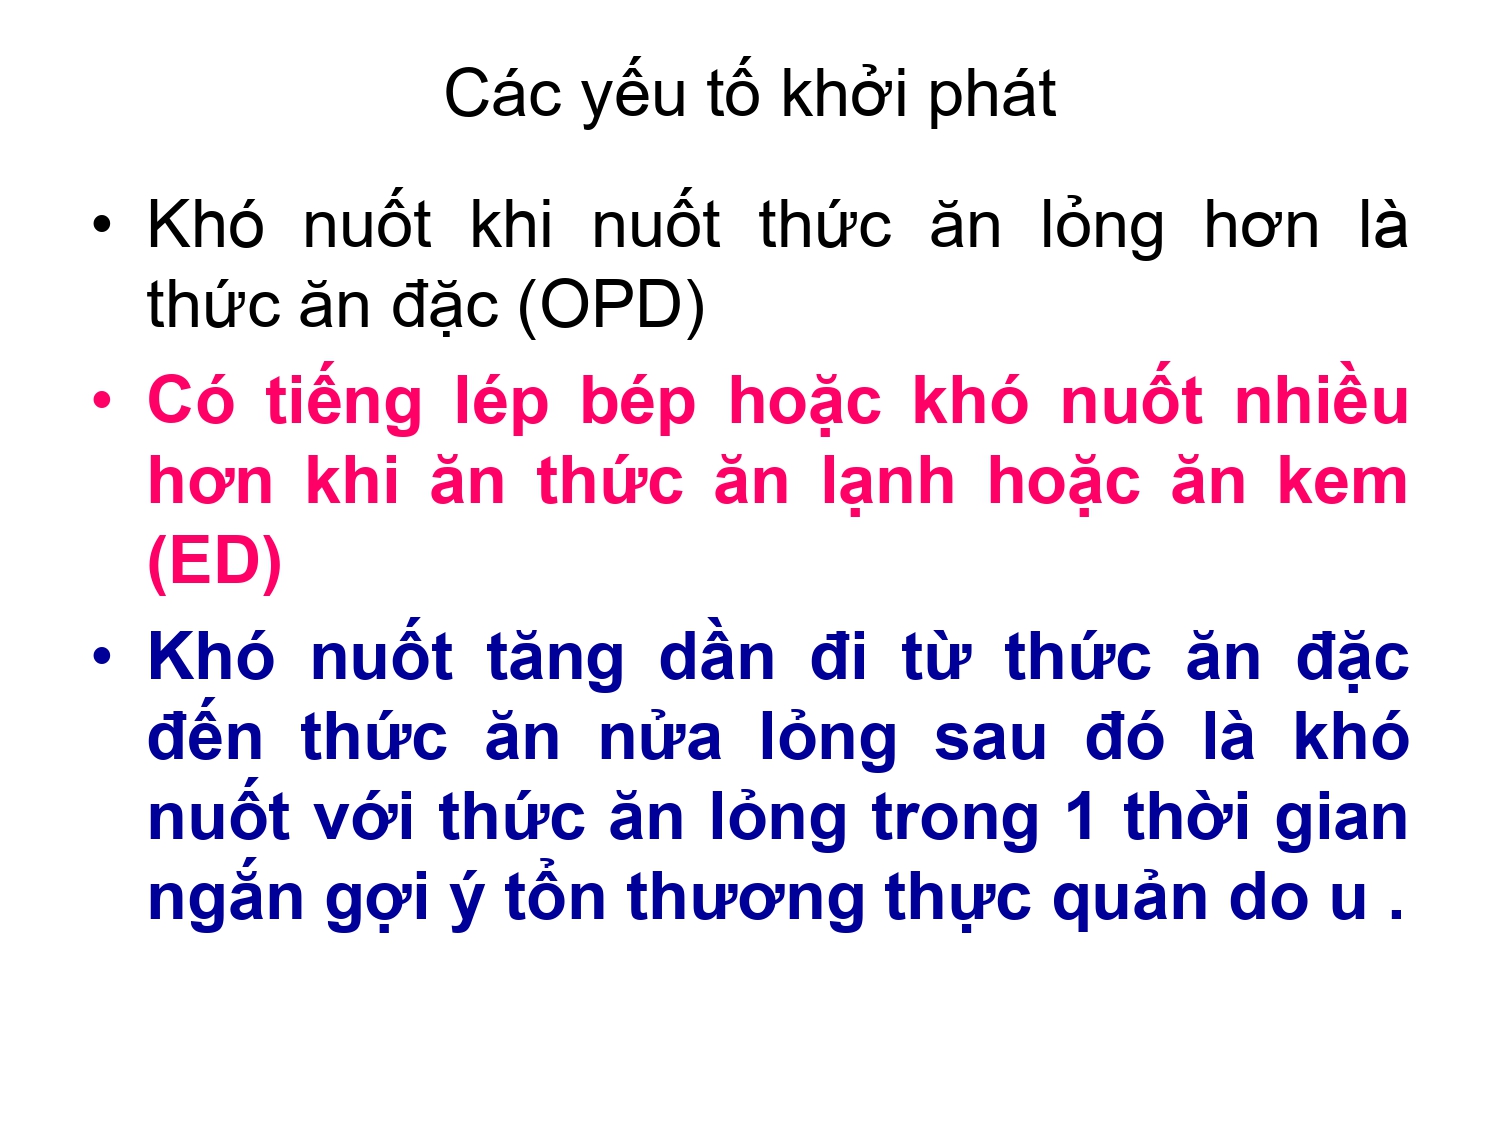 Các yếu tố khởi phát
• Khó nuốt khi nuốt thức ăn lỏng hơn là
thức ăn đặc (OPD)
• Có tiếng lép bép hoặc khó nuốt nhiều
hơn khi ăn thức ăn lạnh hoặc ăn kem
(ED)
• Khó nuốt tăng dần đi từ thức ăn đặc
đến thức ăn nửa lỏng sau đó là khó
nuốt với thức ăn lỏng trong 1 thời gian
ngắn gợi ý tổn thương thực quản do u .